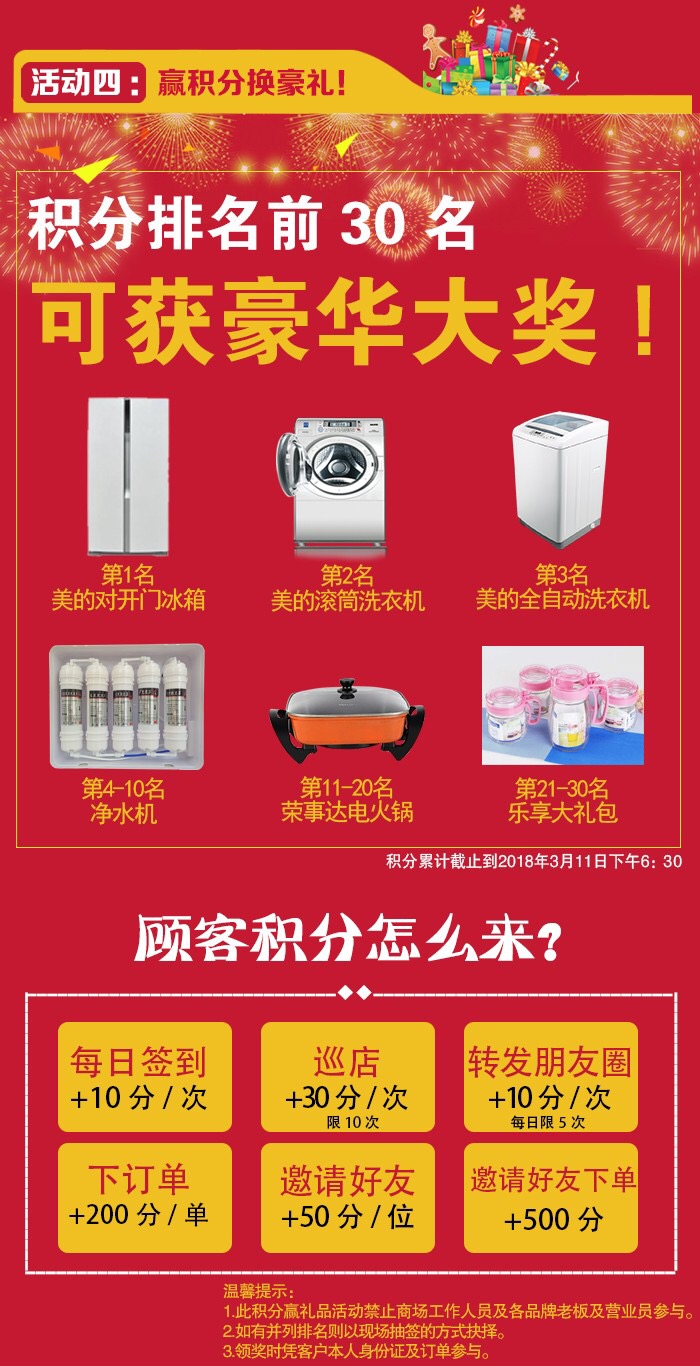 活动四：赢积分换豪礼！
积分排名前 30 名
可获豪华大奖！
第1名
美的对开门冰箱
第2名
美的滚筒洗衣机
第3名
美的全自动洗衣机
第4-10名
净水机
第11-20名
荣事达电火锅
第21-30名
乐享大礼包
积分累计截止到2018年3月11日下午6：30
顾客积分怎么来?
每日签到
+10 分 / 次
巡店
+30 分 / 次
限 10 次
转发朋友圈
+10 分 / 次
每日限 5 次
下订单
+200 分 / 单
邀请好友
+50 分 / 位
邀请好友下单
+500 分
温馨提示：
1.此积分赢礼品活动禁止商场工作人员及各品牌老板及营业员参与。
2.如有并列排名则以现场抽签的方式抉择。
3.领奖时凭客户本人身份证及订单参与。